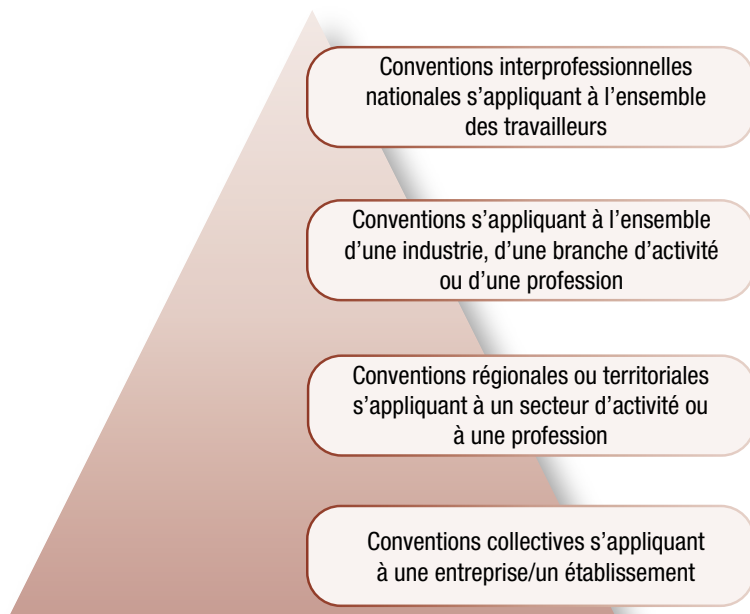 Conventions interprofessionnelles
nationales s’appliquant à l’ensemble
des travailleurs
Conventions s’appliquant à l’ensemble
d’une industrie, d’une branche d’activité
ou d’une profession
Conventions régionales ou territoriales
s’appliquant à un secteur d’activité ou
à une profession
Conventions collectives s’appliquant
à une entreprise/un établissement